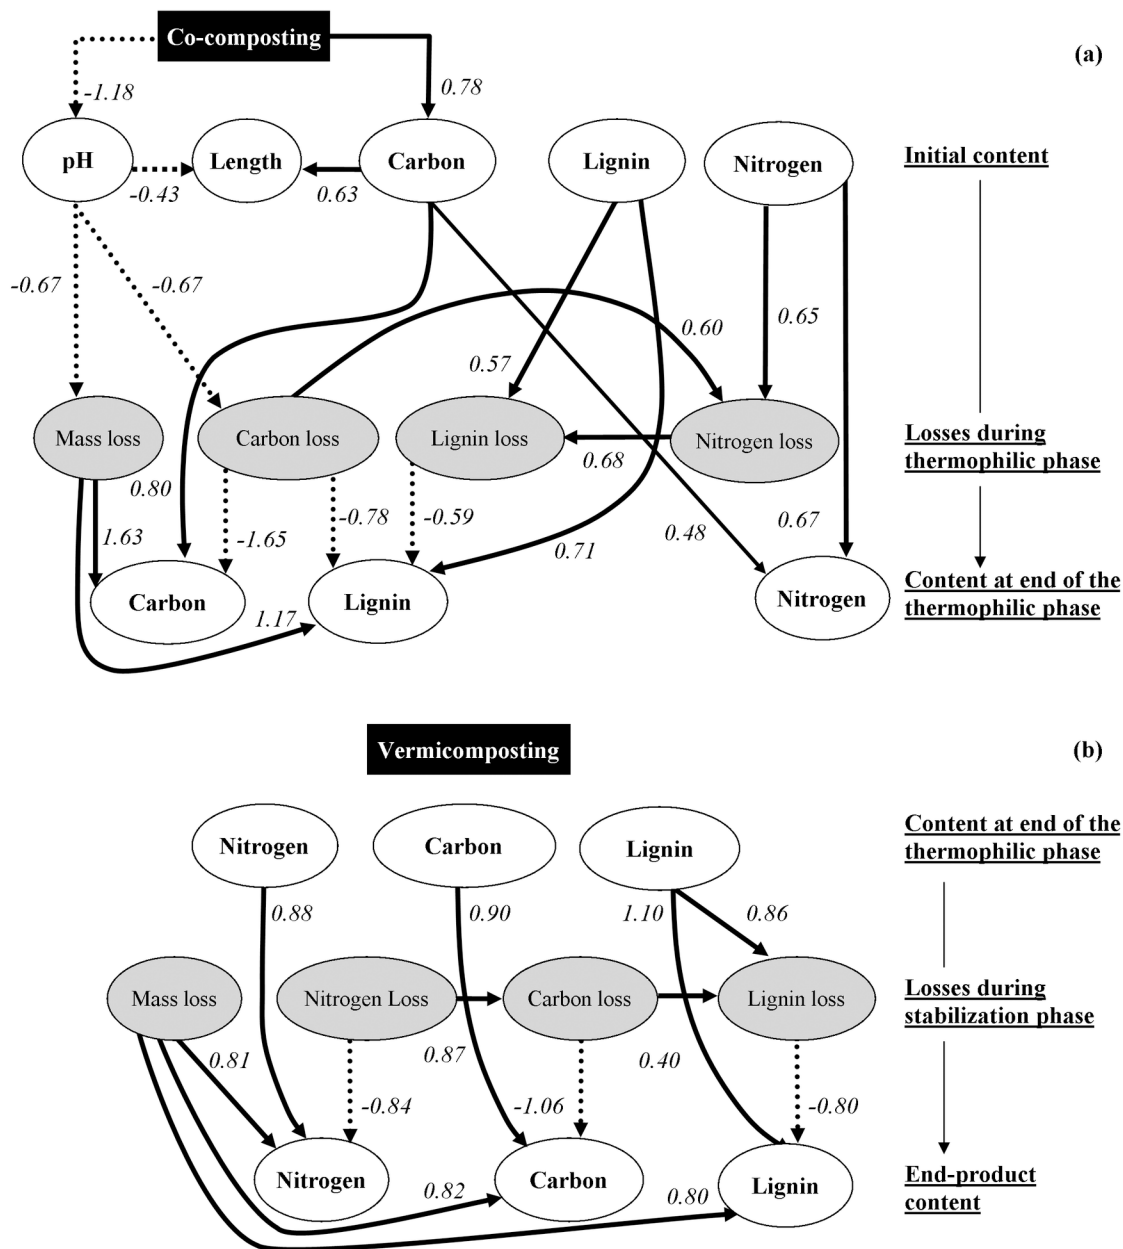 Co-composting
(a)
-1.18
0.78
pH
Length
Carbon
Lignin
Nitrogen
Initial content
-0.43
0.63
-0.67
-0.67
0.60
0.65
0.57
Mass loss
Carbon loss
Lignin loss
Nitrogen loss
Losses during
thermophilic phase
0.80
0.68
1.63
-1.65
-0.78
-0.59
0.71
0.48
0.67
Carbon
Lignin
Nitrogen
Content at end of the
thermophilic phase
1.17
Vermicomposting
(b)
Nitrogen
Carbon
Lignin
Content at end of the
thermophilic phase
0.88
0.90
1.10
0.86
Mass loss
Nitrogen Loss
Carbon loss
Lignin loss
Losses during
stabilization phase
0.81
0.87
0.40
-0.84
-1.06
-0.80
Nitrogen
Carbon
Lignin
End-product
content
0.82
0.80